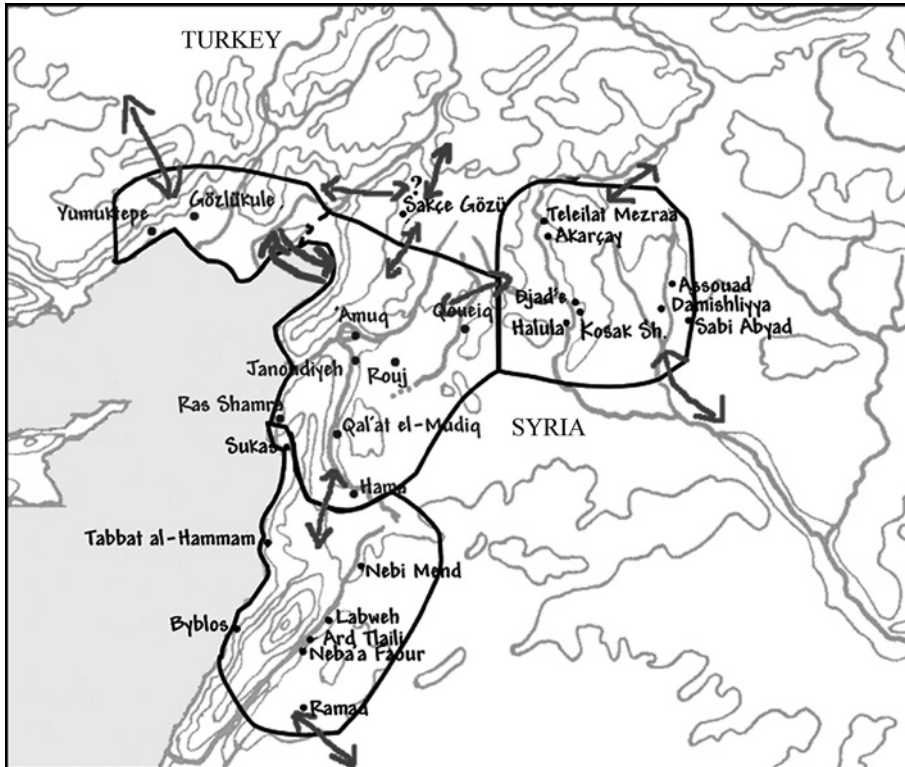 TURKEY
?
Sakçe Gözü
Gözlükule
Yumuktepe
?
Teleilat Mezraa
Akarçay
Assouad
Djad'e
Damishliyya
Qoueiq
Halula
Kosak Sh.
Sabi Abyad
'Amuq
Janoudiyeh
Rouj
Ras Shamra
Qal'at el-Mudiq
SYRIA
Sukas
Hama
Tabbat al-Hammam
Nebi Mend
Labweh
Byblos
Ard Tlaili
Neba'a Faour
Ramad